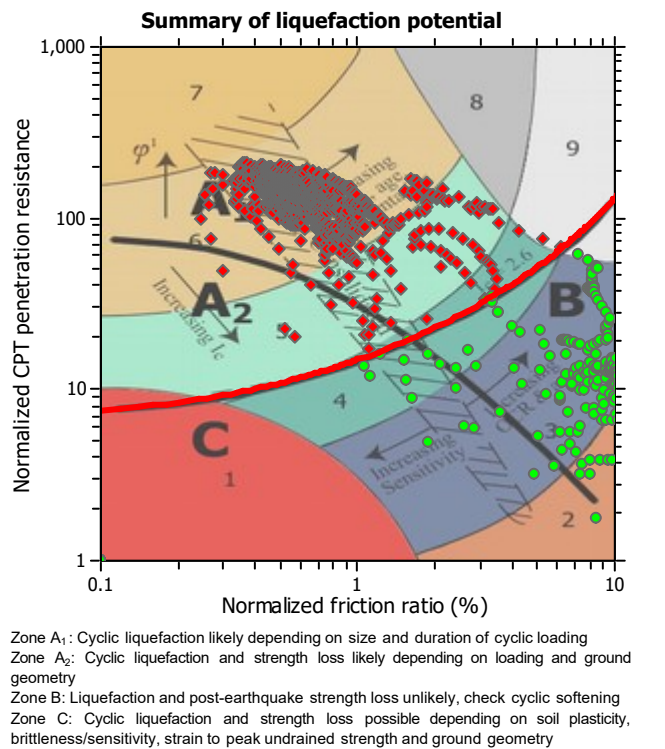 Summary of liquefaction potential
1,000
100
10
1
0.1
1
10
Normalized CPT penetration resistance
Normalized friction ratio (%)
7
8
9
φ'
A
6
A2
5
Increasing Ic
2.6
B
4
C
1
Increasing
Sensitivity
3
2
Zone A1: Cyclic liquefaction likely depending on size and duration of cyclic loading
Zone A2: Cyclic liquefaction and strength loss likely depending on loading and ground
geometry
Zone B: Liquefaction and post-earthquake strength loss unlikely, check cyclic softening
Zone C: Cyclic liquefaction and strength loss possible depending on soil plasticity,
brittleness/sensitivity, strain to peak undrained strength and ground geometry